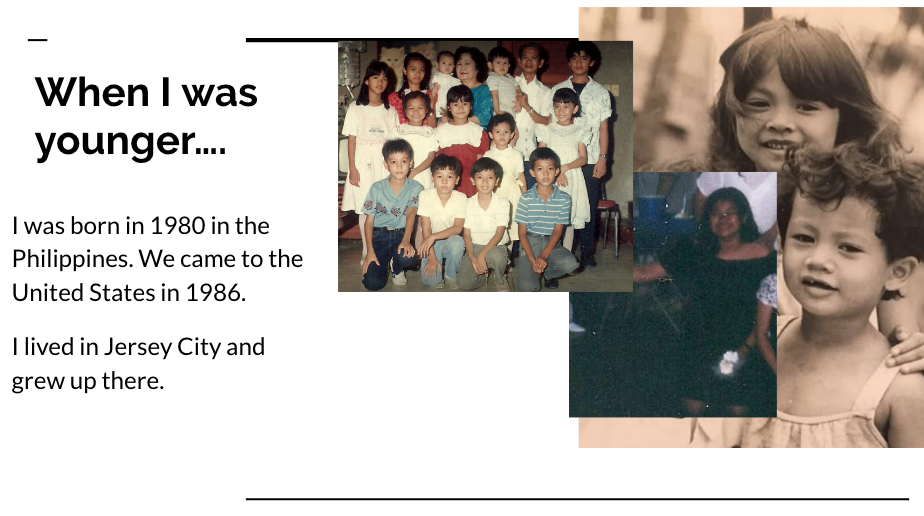 When I was
younger....
I was born in 1980 in the
Philippines. We came to the
United States in 1986.
I lived in Jersey City and
grew up there.